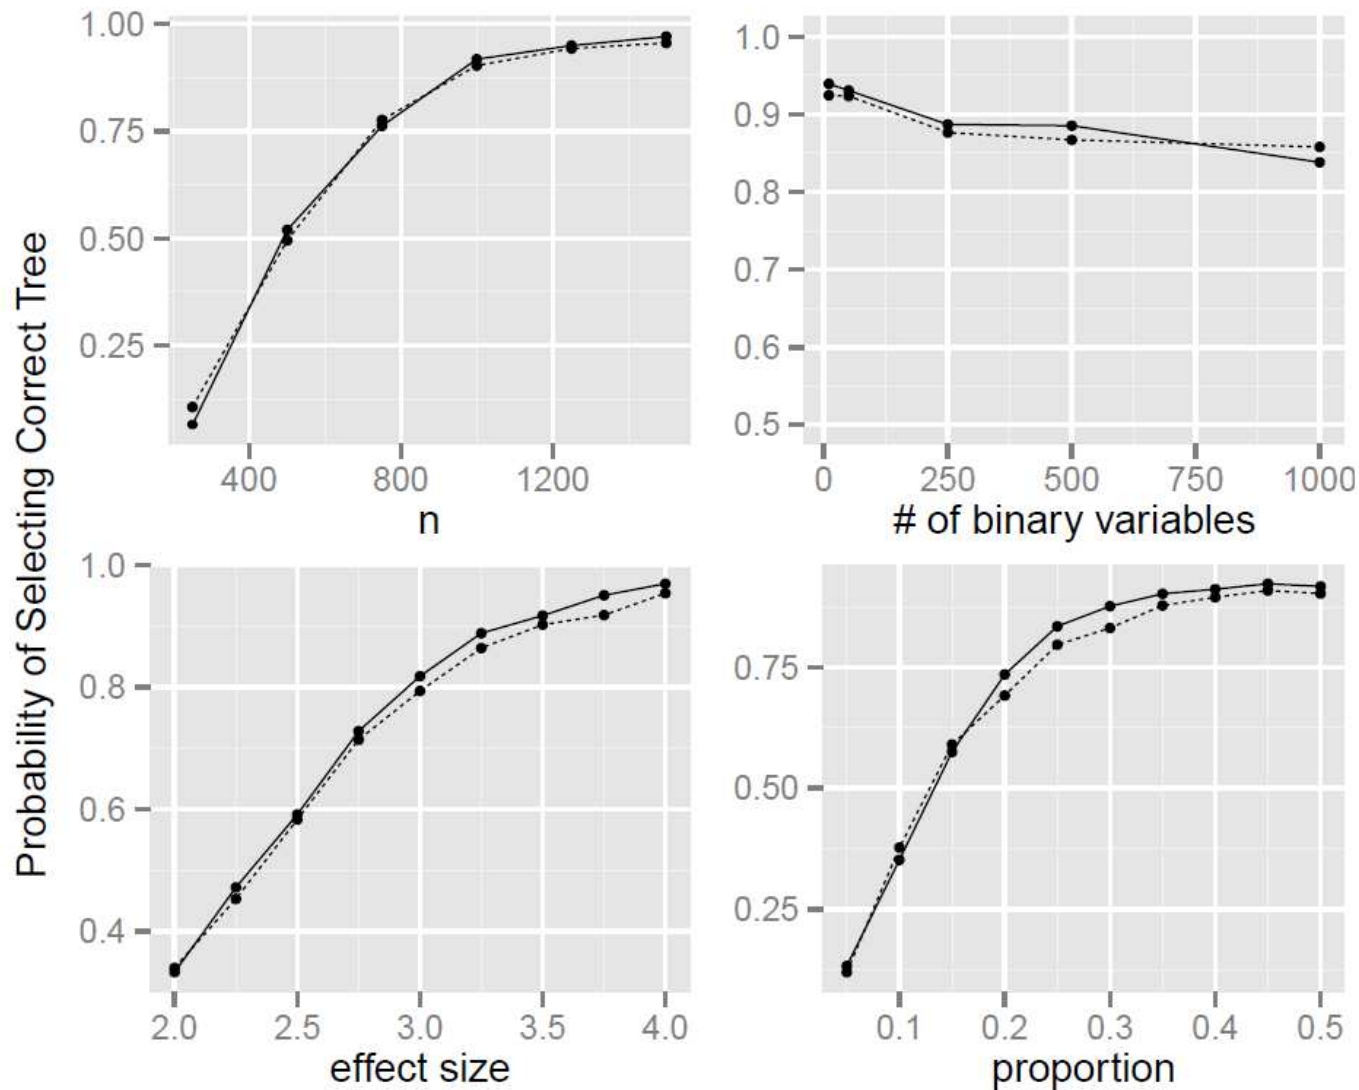 Probability of Selecting Correct Tree
1.00
0.75
0.50
0.25
400 800 1200
n
1.0
0.9
0.8
0.7
0.6
0.5
0 250 500 750 1000
# of binary variables
1.0
0.8
0.6
0.4
2.0 2.5 3.0 3.5 4.0
effect size
0.75
0.50
0.25
0.1 0.2 0.3 0.4 0.5
proportion